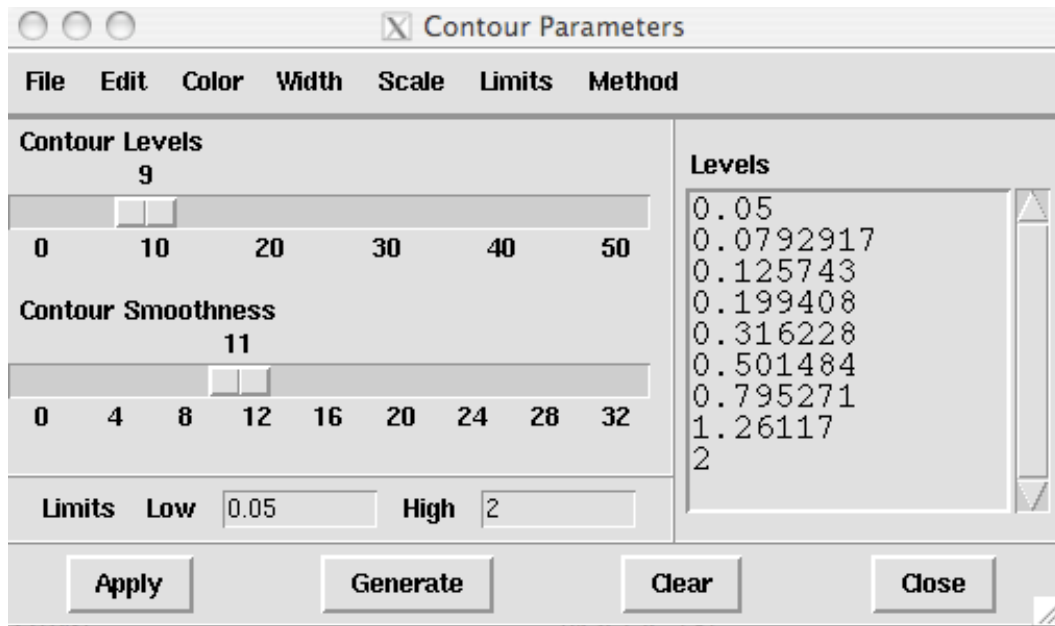 Contour Parameters
File Edit Color Width Scale Limits Method
Contour Levels
9
0 10 20 30 40 50
Contour Smoothness
11
0 4 8 12 16 20 24 28 32
Limits Low 0.05 High 2
Levels
0.05
0.0792917
0.125743
0.199408
0.316228
0.501484
0.795271
1.26117
2
Apply Generate Clear Close